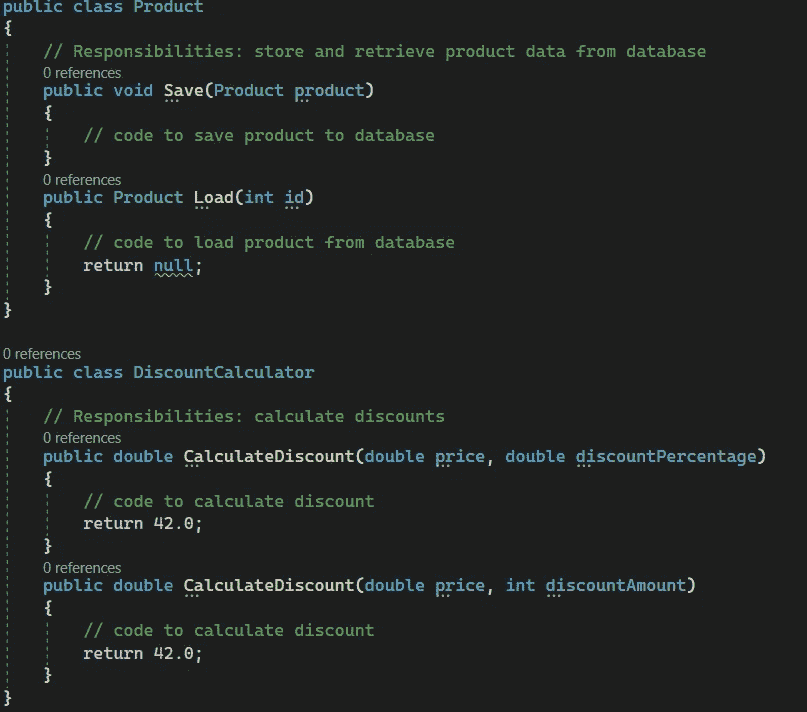 public class Product
{
// Responsibilities: store and retrieve product data from database
0 references
public void Save(Product product)
{
// code to save product to database
}
0 references
public Product Load(int id)
{
// code to load product from database
return null;
}
}
0 references
public class DiscountCalculator
{
// Responsibilities: calculate discounts
0 references
public double CalculateDiscount(double price, double discountPercentage)
{
// code to calculate discount
return 42.0;
}
0 references
public double CalculateDiscount(double price, int discountAmount)
{
// code to calculate discount
return 42.0;
}
}